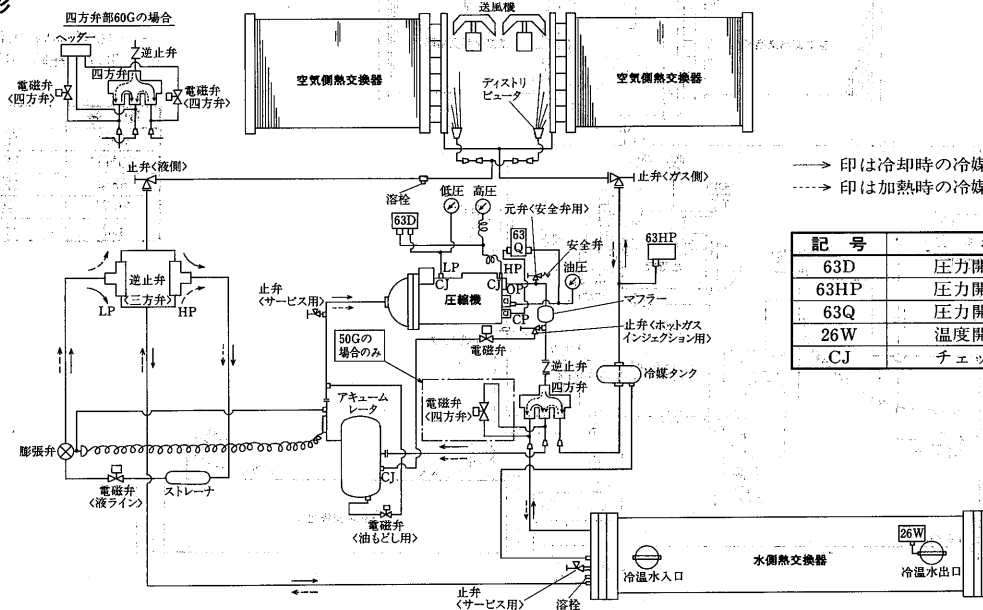 四方弁部60Gの場合
ヘッダー
逆止弁
四方弁
電磁弁
〈四方弁〉
電磁弁
〈四方弁〉
送風機
空気側熱交換器
空気側熱交換器
ディストリ
ビュータ
止弁〈液側〉
溶栓
低圧
高圧
元弁〈安全弁用〉
止弁〈ガス側〉
→ 印は冷却時の冷媒
⇢ 印は加熱時の冷媒
63D
63
Q
安全弁
油圧
63HP
LP
CJ
HP
CJ
OP
CP
圧縮機
マフラー
止弁〈ホットガス
インジェクション用〉
電磁弁
逆止弁
〈三方弁〉
LP
HP
止弁
〈サービス用〉
50Gの
場合のみ
逆止弁
四方弁
冷媒タンク
電磁弁
〈四方弁〉
アキューム
レータ
CJ
膨張弁
電磁弁
〈液ライン〉
ストレーナ
電磁弁
〈油もどし用〉
記号
63D 圧力開
63HP 圧力開
63Q 圧力開
26W 温度開
CJ チェッ
水側熱交換器
26W
冷温水入口
冷温水出口
止弁
〈サービス用〉
溶栓